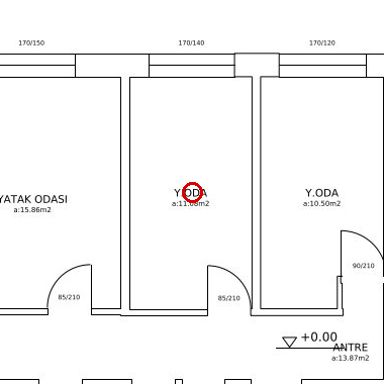 170/150
170/140
170/120
YATAK ODASI
a:15.86m2
Y.ODA
Y.ODA
a:10.50m2
90/210
85/210
85/210
+0.00
ANTRE
a:13.87m2